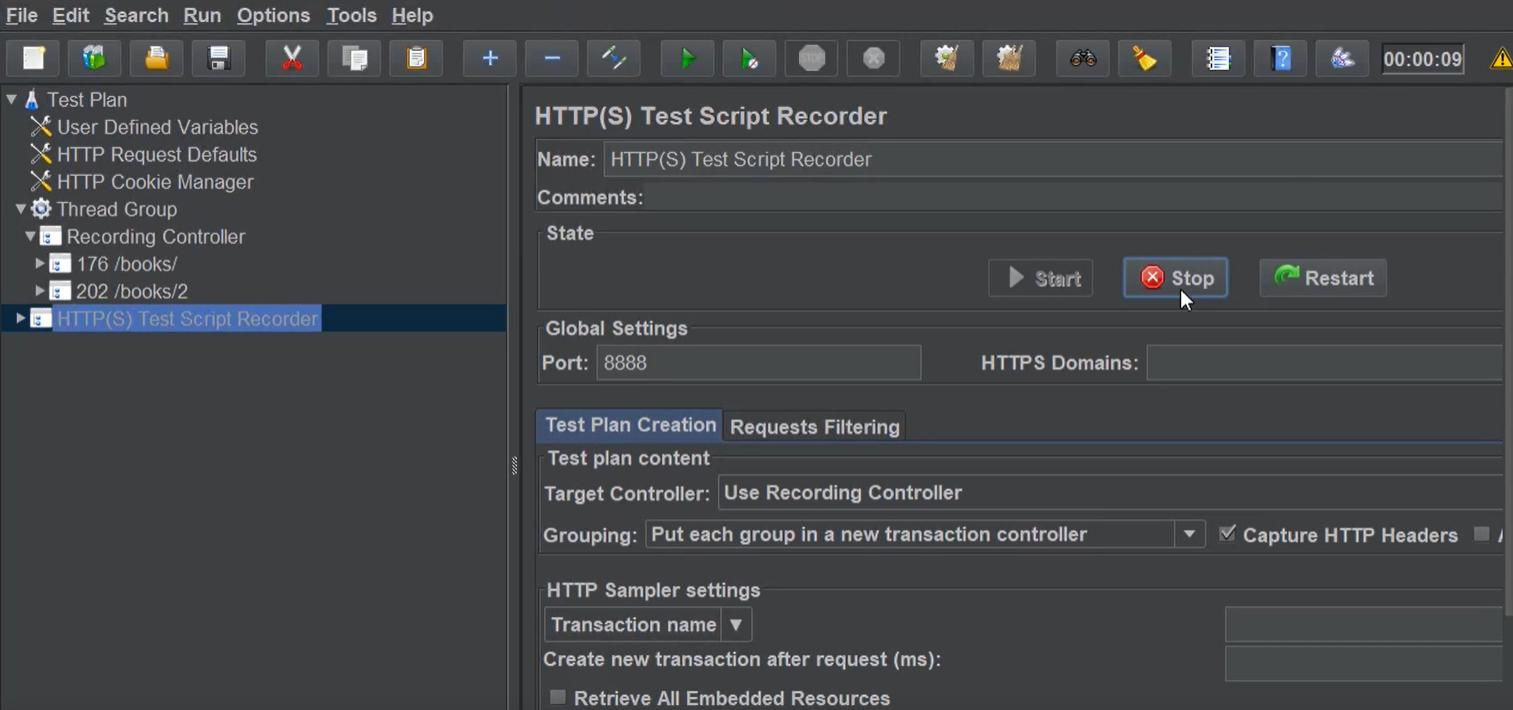 File Edit Search Run Options Tools Help
STOP
00:00:09
Test Plan
User Defined Variables
HTTP Request Defaults
HTTP Cookie Manager
Thread Group
Recording Controller
176 /books/
202 /books/2
HTTP(S) Test Script Recorder
HTTP(S) Test Script Recorder
Name: HTTP(S) Test Script Recorder
Comments:
State
Start Stop Restart
Global Settings
Port: 8888 HTTPS Domains:
Test Plan Creation Requests Filtering
Test plan content
Target Controller: Use Recording Controller
Grouping: Put each group in a new transaction controller Capture HTTP Headers
HTTP Sampler settings
Transaction name
Create new transaction after request (ms):
Retrieve All Embedded Resources